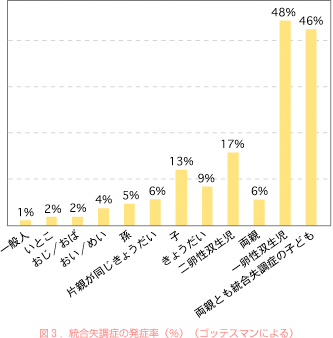 48%
46%
17%
13%
9%
6%
6%
5%
4%
2%
2%
1%
一般人
いとこ
おじ／おば
おい／めい
孫
片親が同じきょうだい
子
きょうだい
二卵性双生児
両親
一卵性双生児
両親とも統合失調症の子ども
図３．統合失調症の発症率（％）（ゴッテスマンによる）